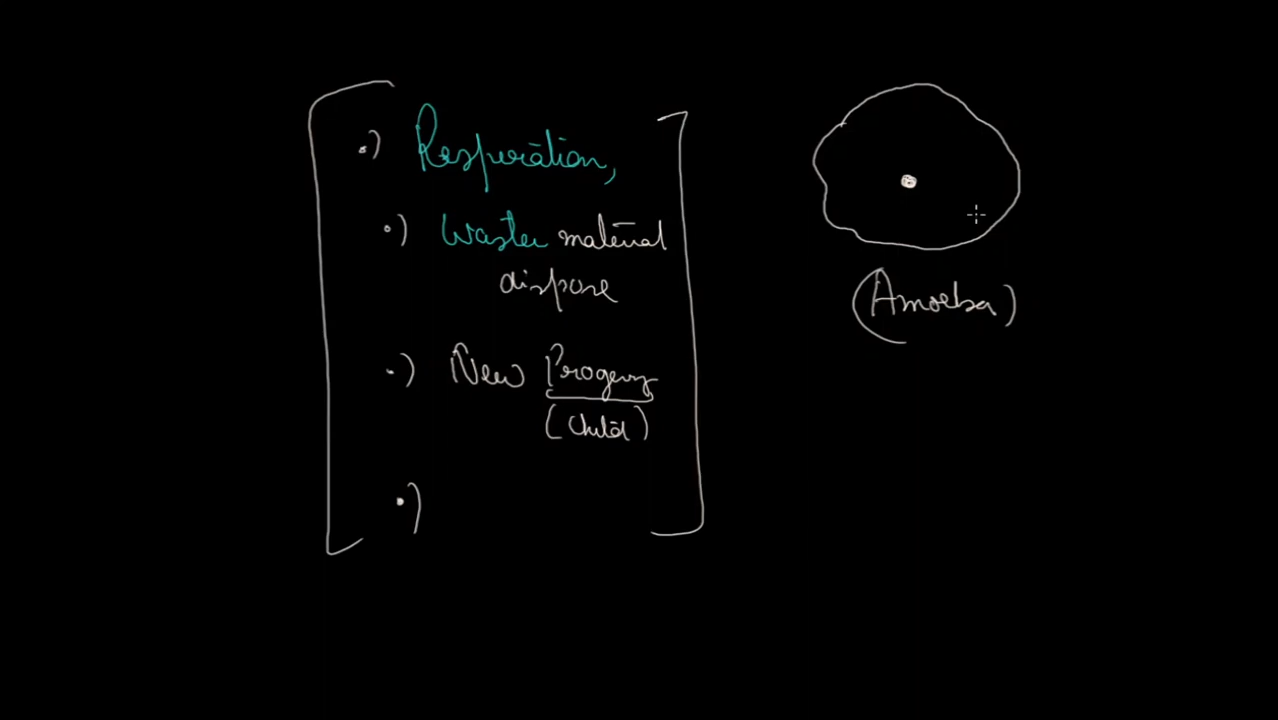 •) Respiration,
•) Waster material
dispose
•) New Progeny
(Child)
•)
(Amoeba)